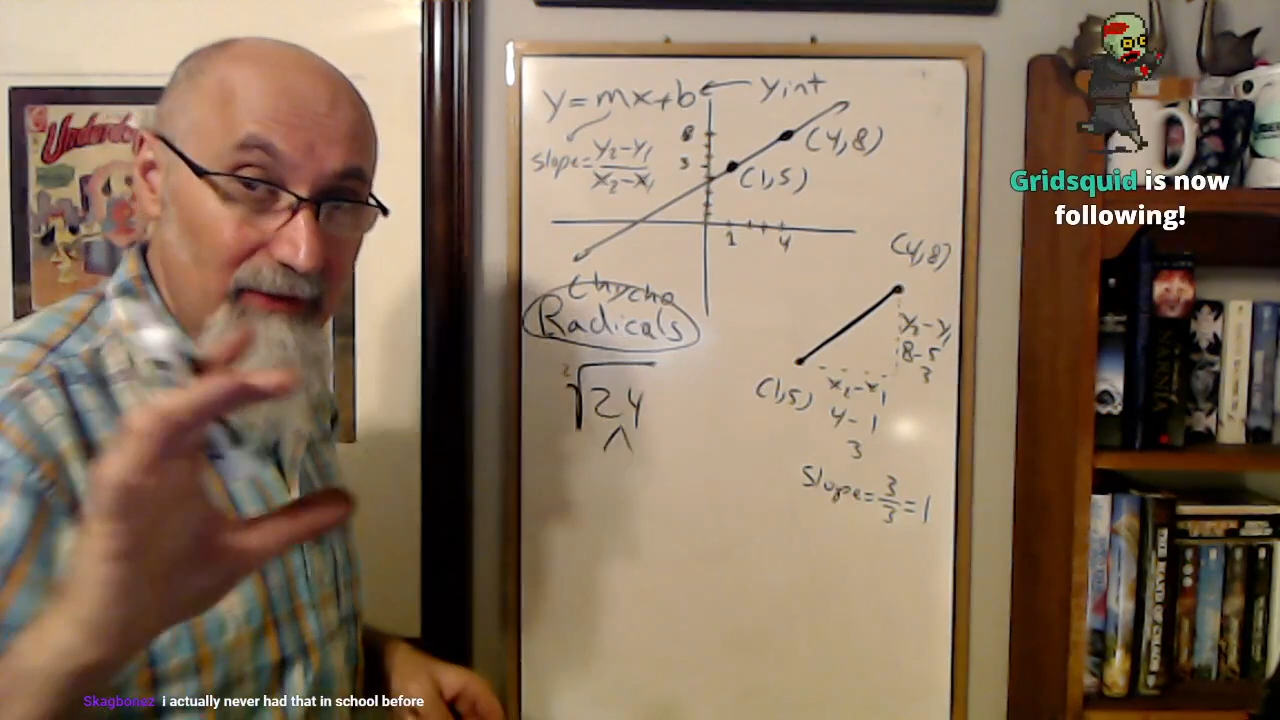 y=mx+b ← y int
slope= y₂-y₁
x₂-x₁
8
3
(4,8)
(1,5)
1
4
Radicals
²√24
(4,8)
y₂-y₁
8-5
3
(1,5)
x₂-x₁
4-1
3
Slope= 3/3 =1
Gridsquid is now
following!
NARNIA
Skagbonez i actually never had that in school before